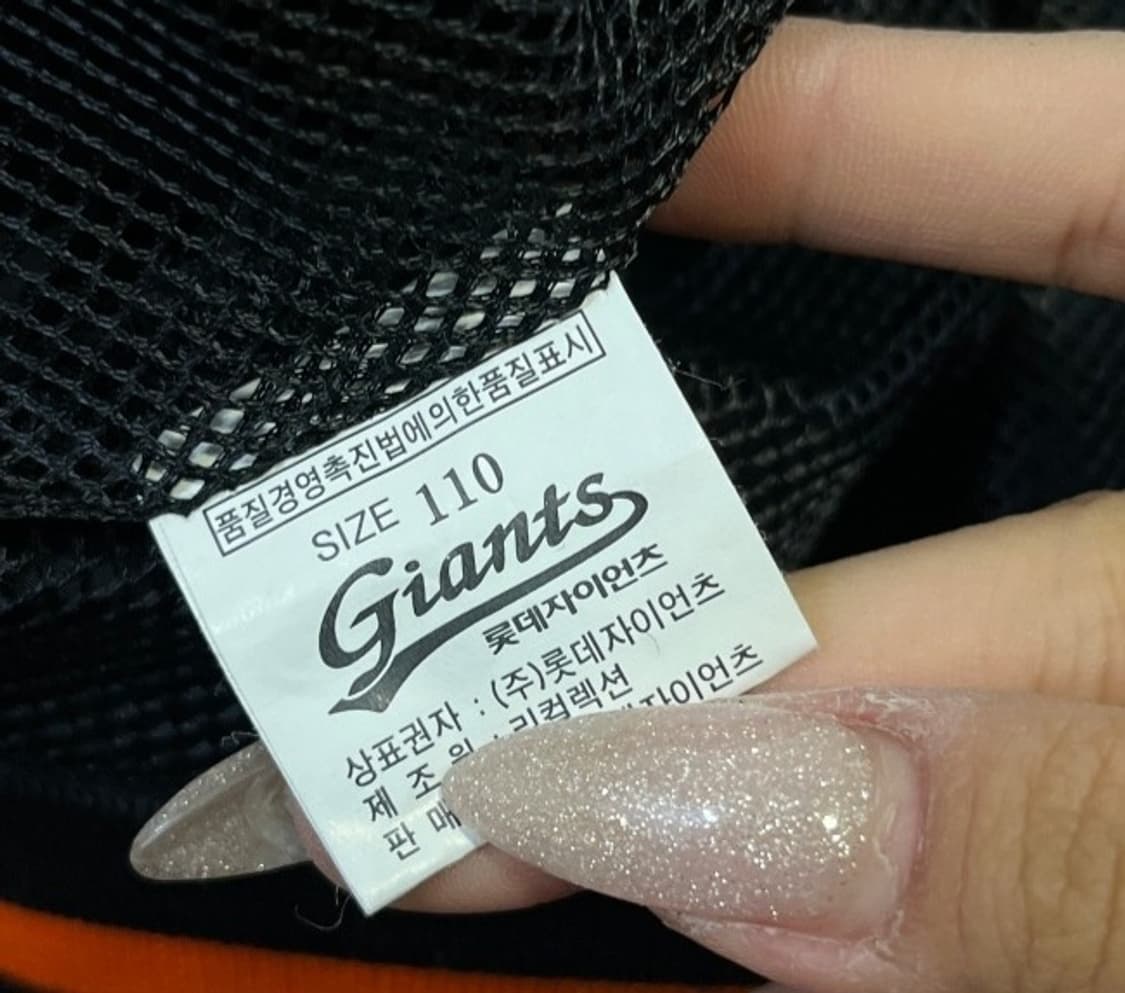 품질경영촉진법에의한품질표시
SIZE 110
Giants
롯데자이언츠
상표권자 : (주)롯데자이언츠
제 조 : 리컬렉션
판 매